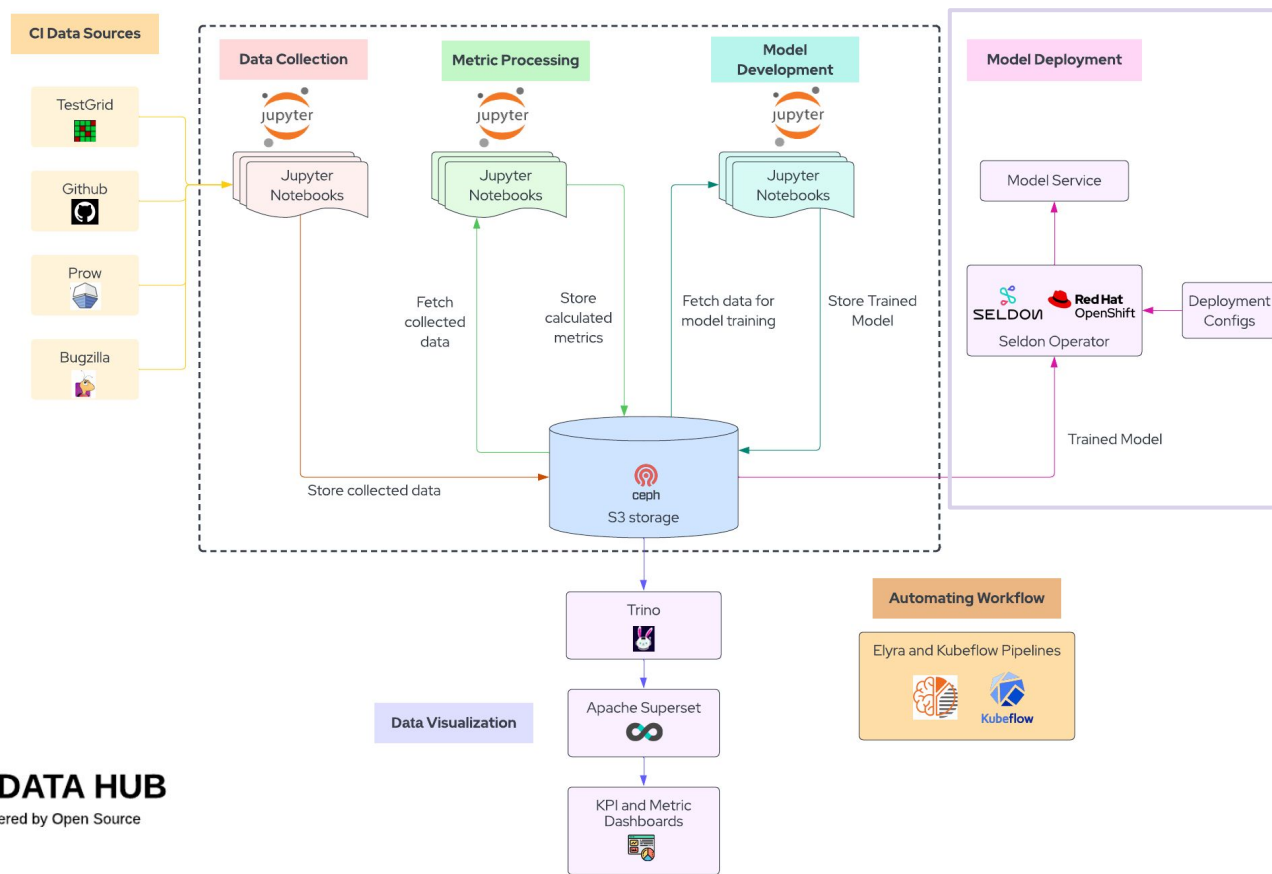 CI Data Sources
TestGrid
Github
Prow
Bugzilla
Data Collection
jupyter
Jupyter
Notebooks
Store collected data
Metric Processing
jupyter
Jupyter
Notebooks
Fetch
collected
data
Store
calculated
metrics
Model
Development
jupyter
Jupyter
Notebooks
Fetch data for
model training
Store Trained
Model
ceph
S3 storage
Model Deployment
Model Service
SELDON
Red Hat
OpenShift
Seldon Operator
Deployment
Configs
Trained Model
Trino
Data Visualization
Apache Superset
KPI and Metric
Dashboards
Automating Workflow
Elyra and Kubeflow Pipelines
Kubeflow
DATA HUB
ered by Open Source